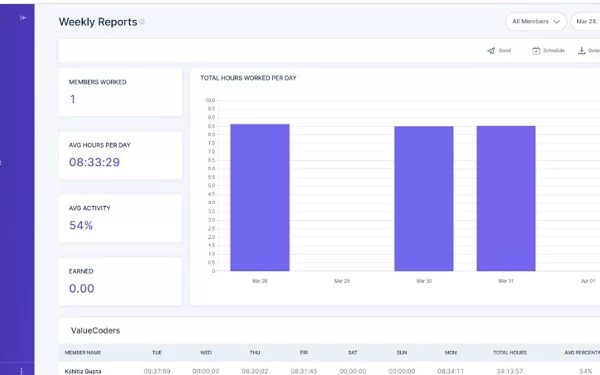 Weekly Reports
All Members
Mar 28,
Send
Schedule
MEMBERS WORKED
1
AVG HOURS PER DAY
08:33:29
AVG ACTIVITY
54%
EARNED
0.00
TOTAL HOURS WORKED PER DAY
10.0
9.5
9.0
8.5
8.0
7.5
7.0
6.5
6.0
5.5
5.0
4.5
4.0
3.5
3.0
2.5
2.0
1.5
1.0
0.5
0
Mar 28
Mar 29
Mar 30
Mar 31
Apr 01
ValueCoders
MEMBER NAME TUE WED THU FRI SAT SUN MON TOTAL HOURS AVG PERCENTA
Kshitiz Gupta 08:37:59 00:00:00 08:30:02 08:31:45 00:00:00 00:00:00 08:34:11 34:13:57 54%